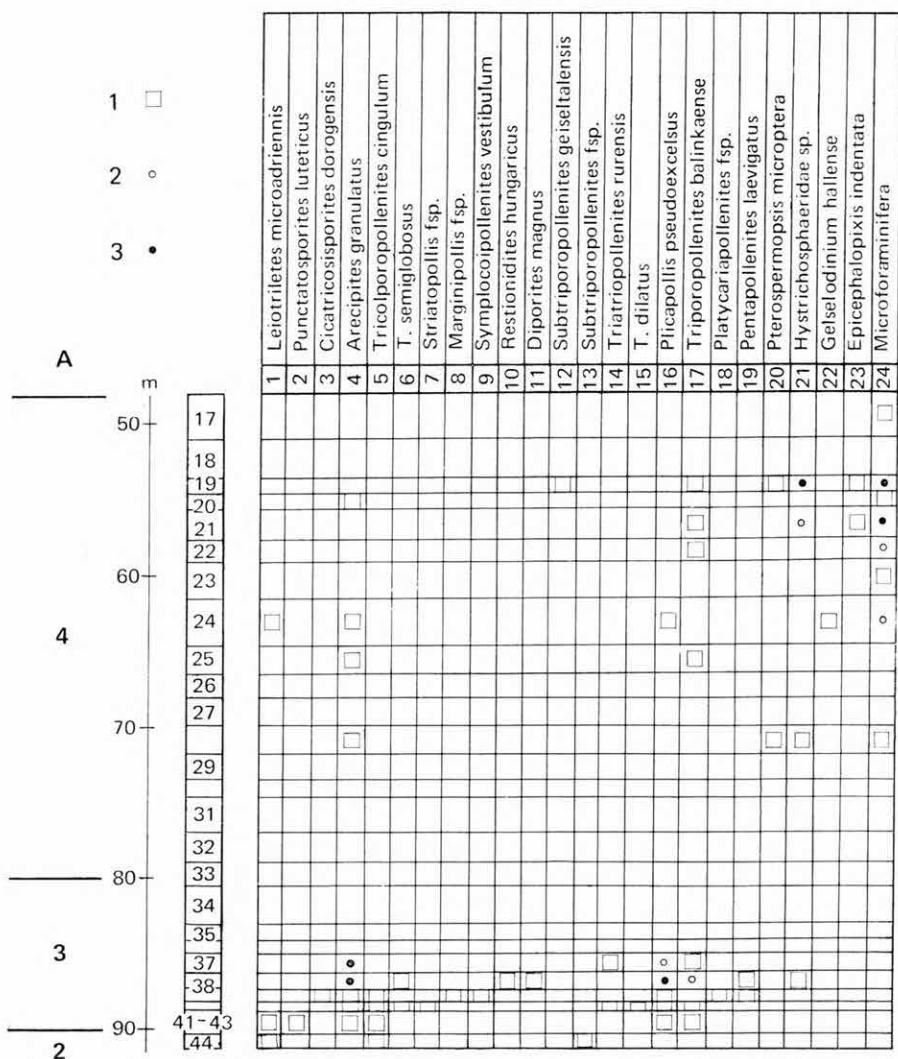 1
2
3
A
m
Leiotriletes microadriennis
Punctatosporites luteticus
Cicatricosisporites dorogensis
Arecipites granulatus
Tricolporopollenites cingulum
T. semiglobosus
Striatopollis fsp.
Marginipollis fsp.
Symplocoipollenites vestibulum
Restionidites hungaricus
Diporites magnus
Subtriporopollenites geiseltalensis
Subtriporopollenites fsp.
Triatriopollenites rurensis
T. dilatus
Plicapollis pseudoexcelsus
Triporopollenites balinkaense
Platycariapollenites fsp.
Pentapollenites laevigatus
Pterospermopsis microptera
Hystrichosphaeridae sp.
Gelselodinium hallense
Epicephalopixis indentata
Microforaminifera
1 2 3 4 5 6 7 8 9 10 11 12 13 14 15 16 17 18 19 20 21 22 23 24
50
60
70
80
90
4
3
2
17
18
19
20
21
22
23
24
25
26
27
29
31
32
33
34
35
37
38
41-43
44